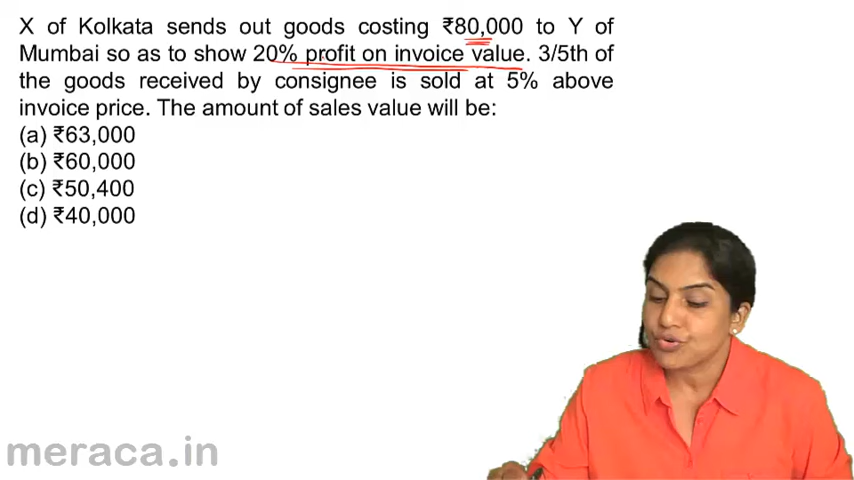 X of Kolkata sends out goods costing ₹80,000 to Y of
Mumbai so as to show 20% profit on invoice value. 3/5th of
the goods received by consignee is sold at 5% above
invoice price. The amount of sales value will be:
(a) ₹63,000
(b) ₹60,000
(c) ₹50,400
(d) ₹40,000
meraca.in